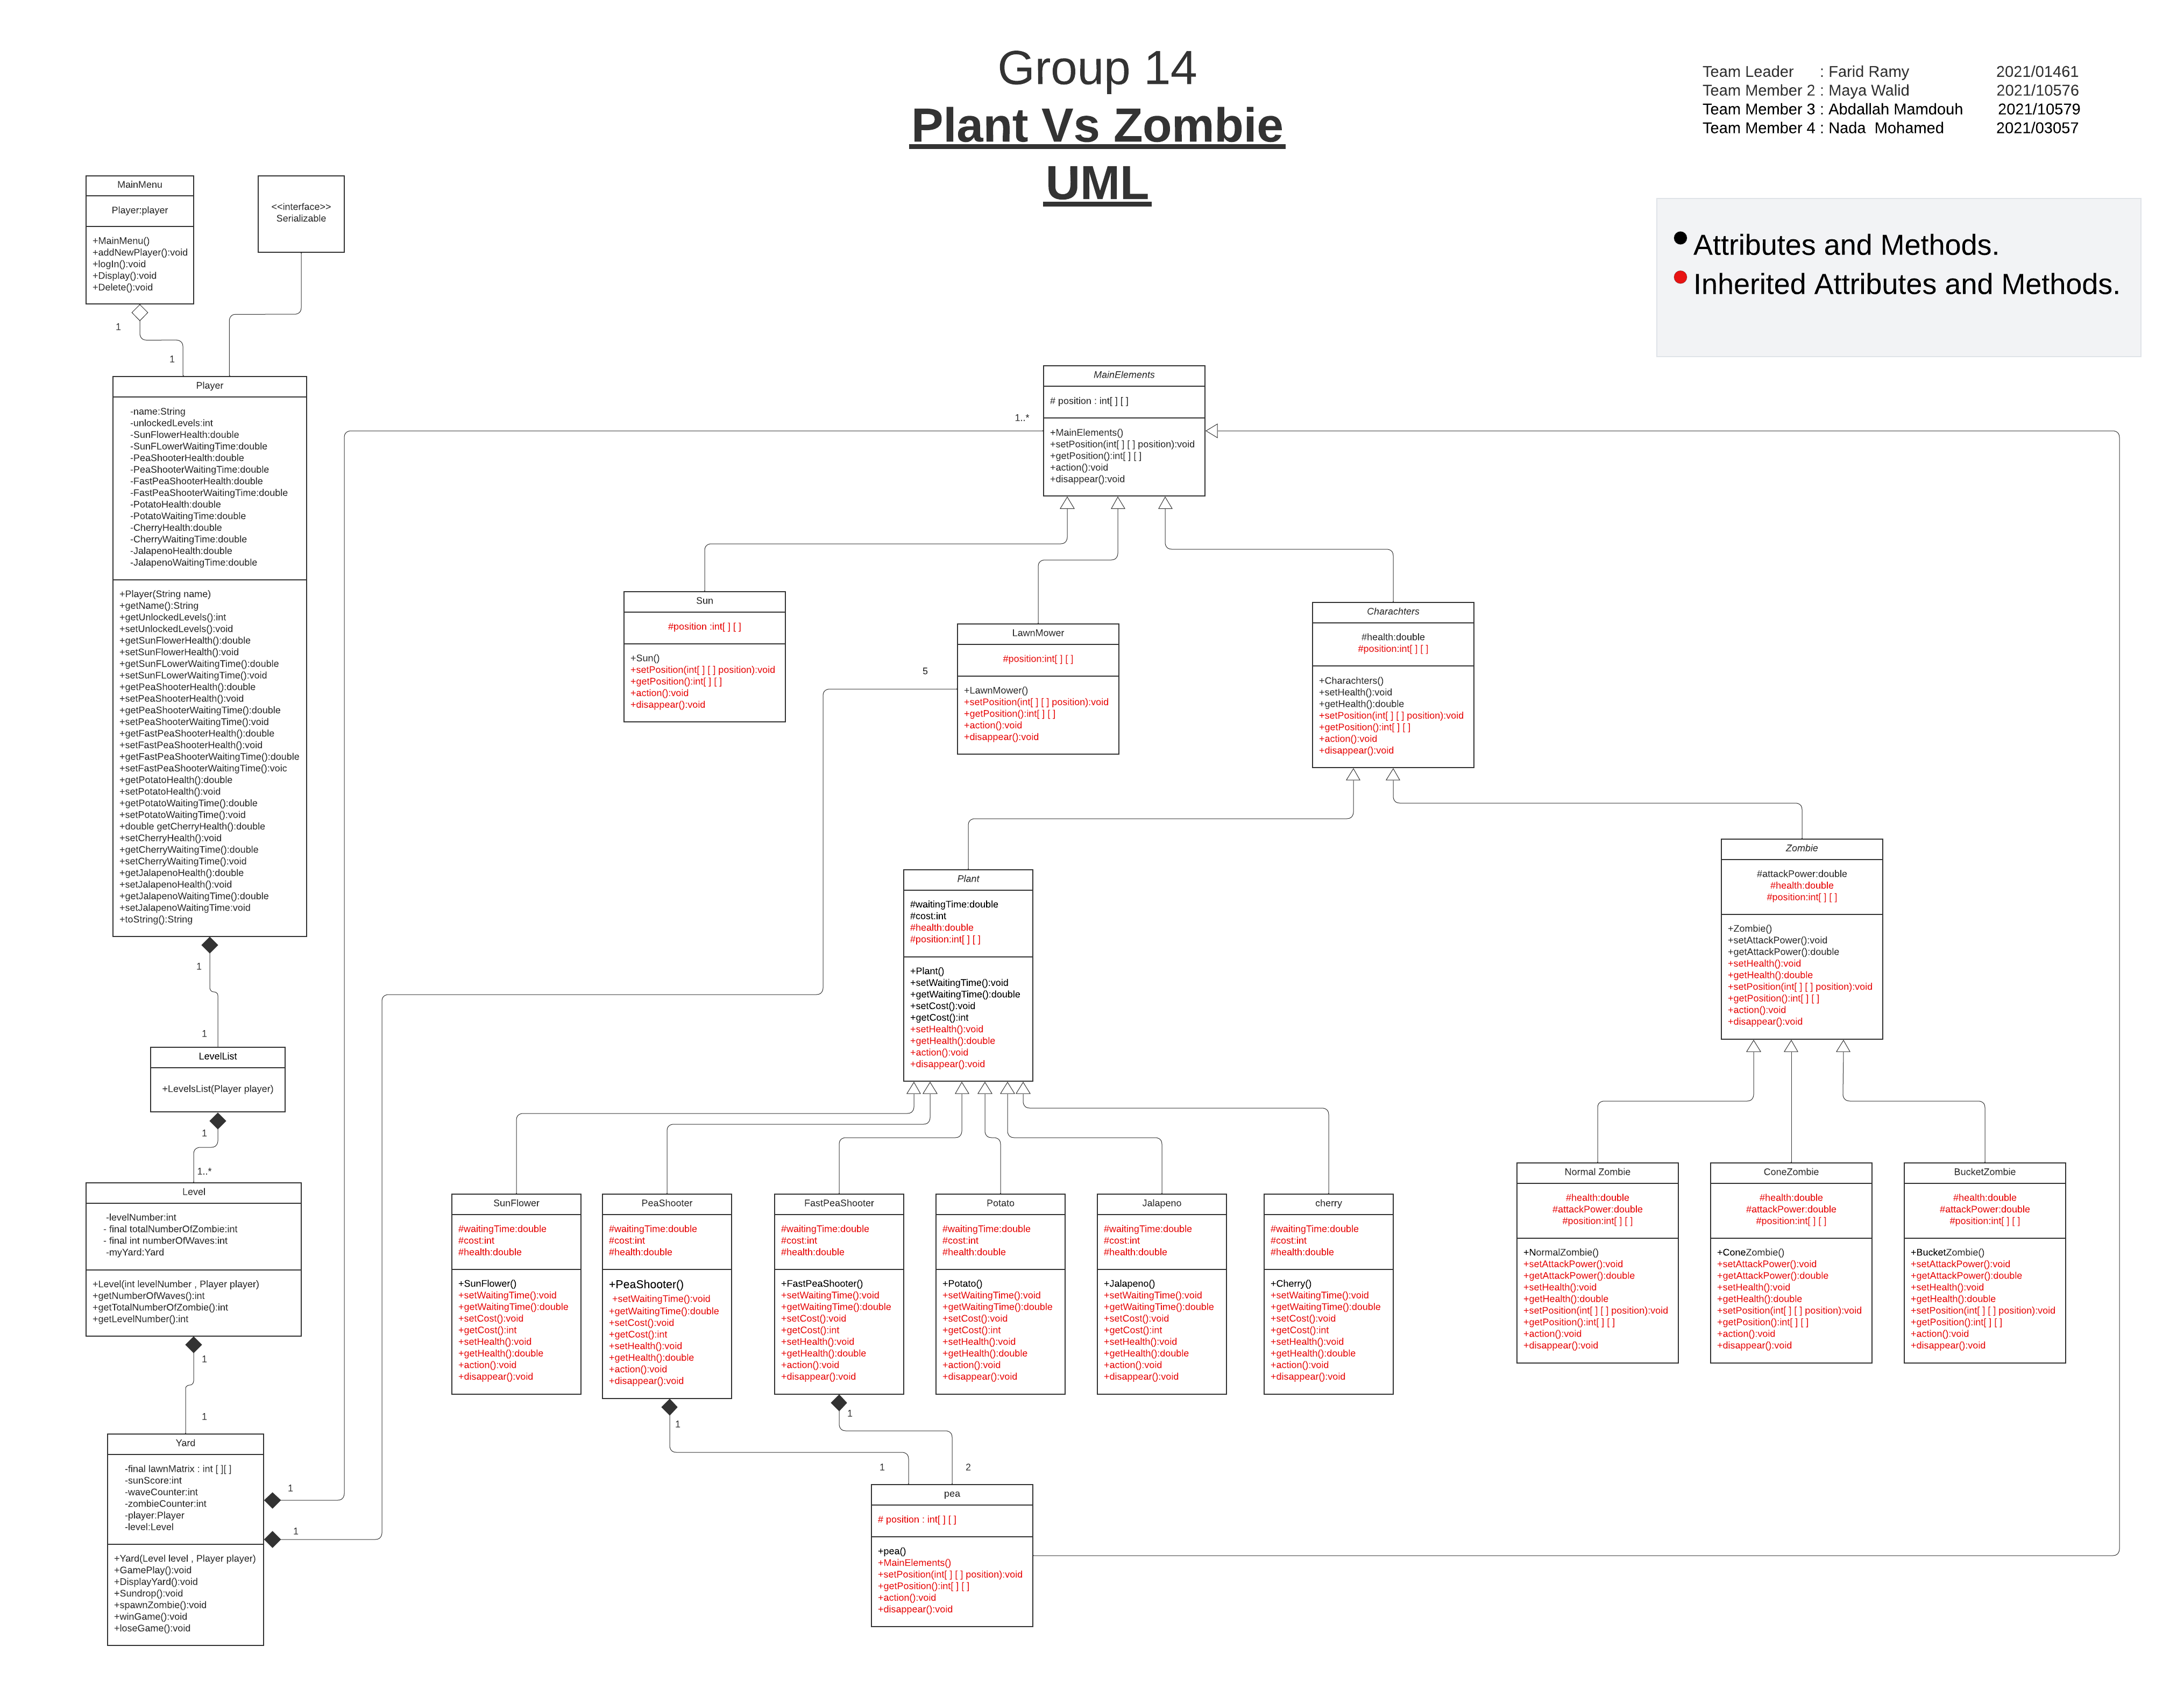 Group 14
Plant Vs Zombie
UML
Team Leader : Farid Ramy 2021/01461
Team Member 2 : Maya Walid 2021/10576
Team Member 3 : Abdallah Mamdouh 2021/10579
Team Member 4 : Nada Mohamed 2021/03057
Attributes and Methods.
Inherited Attributes and Methods.
MainMenu
Player:player
+MainMenu()
+addNewPlayer():void
+logIn():void
+Display():void
+Delete():void
<<interface>>
Serializable
1
1
Player
-name:String
-unlockedLevels:int
-SunFlowerHealth:double
-SunFLowerWaitingTime:double
-PeaShooterHealth:double
-PeaShooterWaitingTime:double
-FastPeaShooterHealth:double
-FastPeaShooterWaitingTime:double
-PotatoHealth:double
-PotatoWaitingTime:double
-CherryHealth:double
-CherryWaitingTime:double
-JalapenoHealth:double
-JalapenoWaitingTime:double
+Player(String name)
+getName():String
+getUnlockedLevels():int
+setUnlockedLevels():void
+getSunFlowerHealth():double
+setSunFlowerHealth():void
+getSunFLowerWaitingTime():double
+setSunFLowerWaitingTime():void
+getPeaShooterHealth():double
+setPeaShooterHealth():void
+getPeaShooterWaitingTime():double
+setPeaShooterWaitingTime():void
+getFastPeaShooterHealth():double
+setFastPeaShooterHealth():void
+getFastPeaShooterWaitingTime():double
+setFastPeaShooterWaitingTime():voic
+getPotatoHealth():double
+setPotatoHealth():void
+getPotatoWaitingTime():double
+setPotatoWaitingTime():void
+double getCherryHealth():double
+setCherryHealth():void
+getCherryWaitingTime():double
+setCherryWaitingTime():void
+getJalapenoHealth():double
+setJalapenoHealth():void
+getJalapenoWaitingTime():double
+setJalapenoWaitingTime:void
+toString():String
1
1
LevelList
+LevelsList(Player player)
1
1..*
Level
-levelNumber:int
- final totalNumberOfZombie:int
- final int numberOfWaves:int
-myYard:Yard
+Level(int levelNumber , Player player)
+getNumberOfWaves():int
+getTotalNumberOfZombie():int
+getLevelNumber():int
1
1
Yard
-final lawnMatrix : int [ ][ ]
-sunScore:int
-waveCounter:int
-zombieCounter:int
-player:Player
-level:Level
+Yard(Level level , Player player)
+GamePlay():void
+DisplayYard():void
+Sundrop():void
+spawnZombie():void
+winGame():void
+loseGame():void
1
1
1..*
MainElements
# position : int[ ] [ ]
+MainElements()
+setPosition(int[ ] [ ] position):void
+getPosition():int[ ] [ ]
+action():void
+disappear():void
Sun
#position :int[ ] [ ]
+Sun()
+setPosition(int[ ] [ ] position):void
+getPosition():int[ ] [ ]
+action():void
+disappear():void
5
LawnMower
#position:int[ ] [ ]
+LawnMower()
+setPosition(int[ ] [ ] position):void
+getPosition():int[ ] [ ]
+action():void
+disappear():void
Charachters
#health:double
#position:int[ ] [ ]
+Charachters()
+setHealth():void
+getHealth():double
+setPosition(int[ ] [ ] position):void
+getPosition():int[ ] [ ]
+action():void
+disappear():void
Plant
#waitingTime:double
#cost:int
#health:double
#position:int[ ] [ ]
+Plant()
+setWaitingTime():void
+getWaitingTime():double
+setCost():void
+getCost():int
+setHealth():void
+getHealth():double
+action():void
+disappear():void
Zombie
#attackPower:double
#health:double
#position:int[ ] [ ]
+Zombie()
+setAttackPower():void
+getAttackPower():double
+setHealth():void
+getHealth():double
+setPosition(int[ ] [ ] position):void
+getPosition():int[ ] [ ]
+action():void
+disappear():void
SunFlower
#waitingTime:double
#cost:int
#health:double
+SunFlower()
+setWaitingTime():void
+getWaitingTime():double
+setCost():void
+getCost():int
+setHealth():void
+getHealth():double
+action():void
+disappear():void
PeaShooter
#waitingTime:double
#cost:int
#health:double
+PeaShooter()
+setWaitingTime():void
+getWaitingTime():double
+setCost():void
+getCost():int
+setHealth():void
+getHealth():double
+action():void
+disappear():void
FastPeaShooter
#waitingTime:double
#cost:int
#health:double
+FastPeaShooter()
+setWaitingTime():void
+getWaitingTime():double
+setCost():void
+getCost():int
+setHealth():void
+getHealth():double
+action():void
+disappear():void
Potato
#waitingTime:double
#cost:int
#health:double
+Potato()
+setWaitingTime():void
+getWaitingTime():double
+setCost():void
+getCost():int
+setHealth():void
+getHealth():double
+action():void
+disappear():void
Jalapeno
#waitingTime:double
#cost:int
#health:double
+Jalapeno()
+setWaitingTime():void
+getWaitingTime():double
+setCost():void
+getCost():int
+setHealth():void
+getHealth():double
+action():void
+disappear():void
cherry
#waitingTime:double
#cost:int
#health:double
+Cherry()
+setWaitingTime():void
+getWaitingTime():double
+setCost():void
+getCost():int
+setHealth():void
+getHealth():double
+action():void
+disappear():void
Normal Zombie
#health:double
#attackPower:double
#position:int[ ] [ ]
+NormalZombie()
+setAttackPower():void
+getAttackPower():double
+setHealth():void
+getHealth():double
+setPosition(int[ ] [ ] position):void
+getPosition():int[ ] [ ]
+action():void
+disappear():void
ConeZombie
#health:double
#attackPower:double
#position:int[ ] [ ]
+ConeZombie()
+setAttackPower():void
+getAttackPower():double
+setHealth():void
+getHealth():double
+setPosition(int[ ] [ ] position):void
+getPosition():int[ ] [ ]
+action():void
+disappear():void
BucketZombie
#health:double
#attackPower:double
#position:int[ ] [ ]
+BucketZombie()
+setAttackPower():void
+getAttackPower():double
+setHealth():void
+getHealth():double
+setPosition(int[ ] [ ] position):void
+getPosition():int[ ] [ ]
+action():void
+disappear():void
1
1
1
2
pea
# position : int[ ] [ ]
+pea()
+MainElements()
+setPosition(int[ ] [ ] position):void
+getPosition():int[ ] [ ]
+action():void
+disappear():void